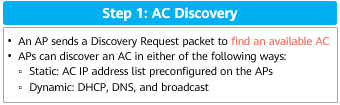 Step 1: AC Discovery
• An AP sends a Discovery Request packet to find an available AC
• APs can discover an AC in either of the following ways:
▫ Static: AC IP address list preconfigured on the APs
▫ Dynamic: DHCP, DNS, and broadcast